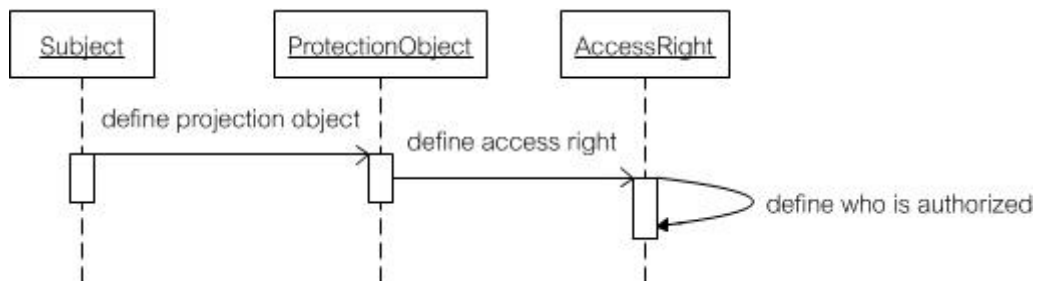 Subject
ProtectionObject
AccessRight
define projection object
define access right
define who is authorized